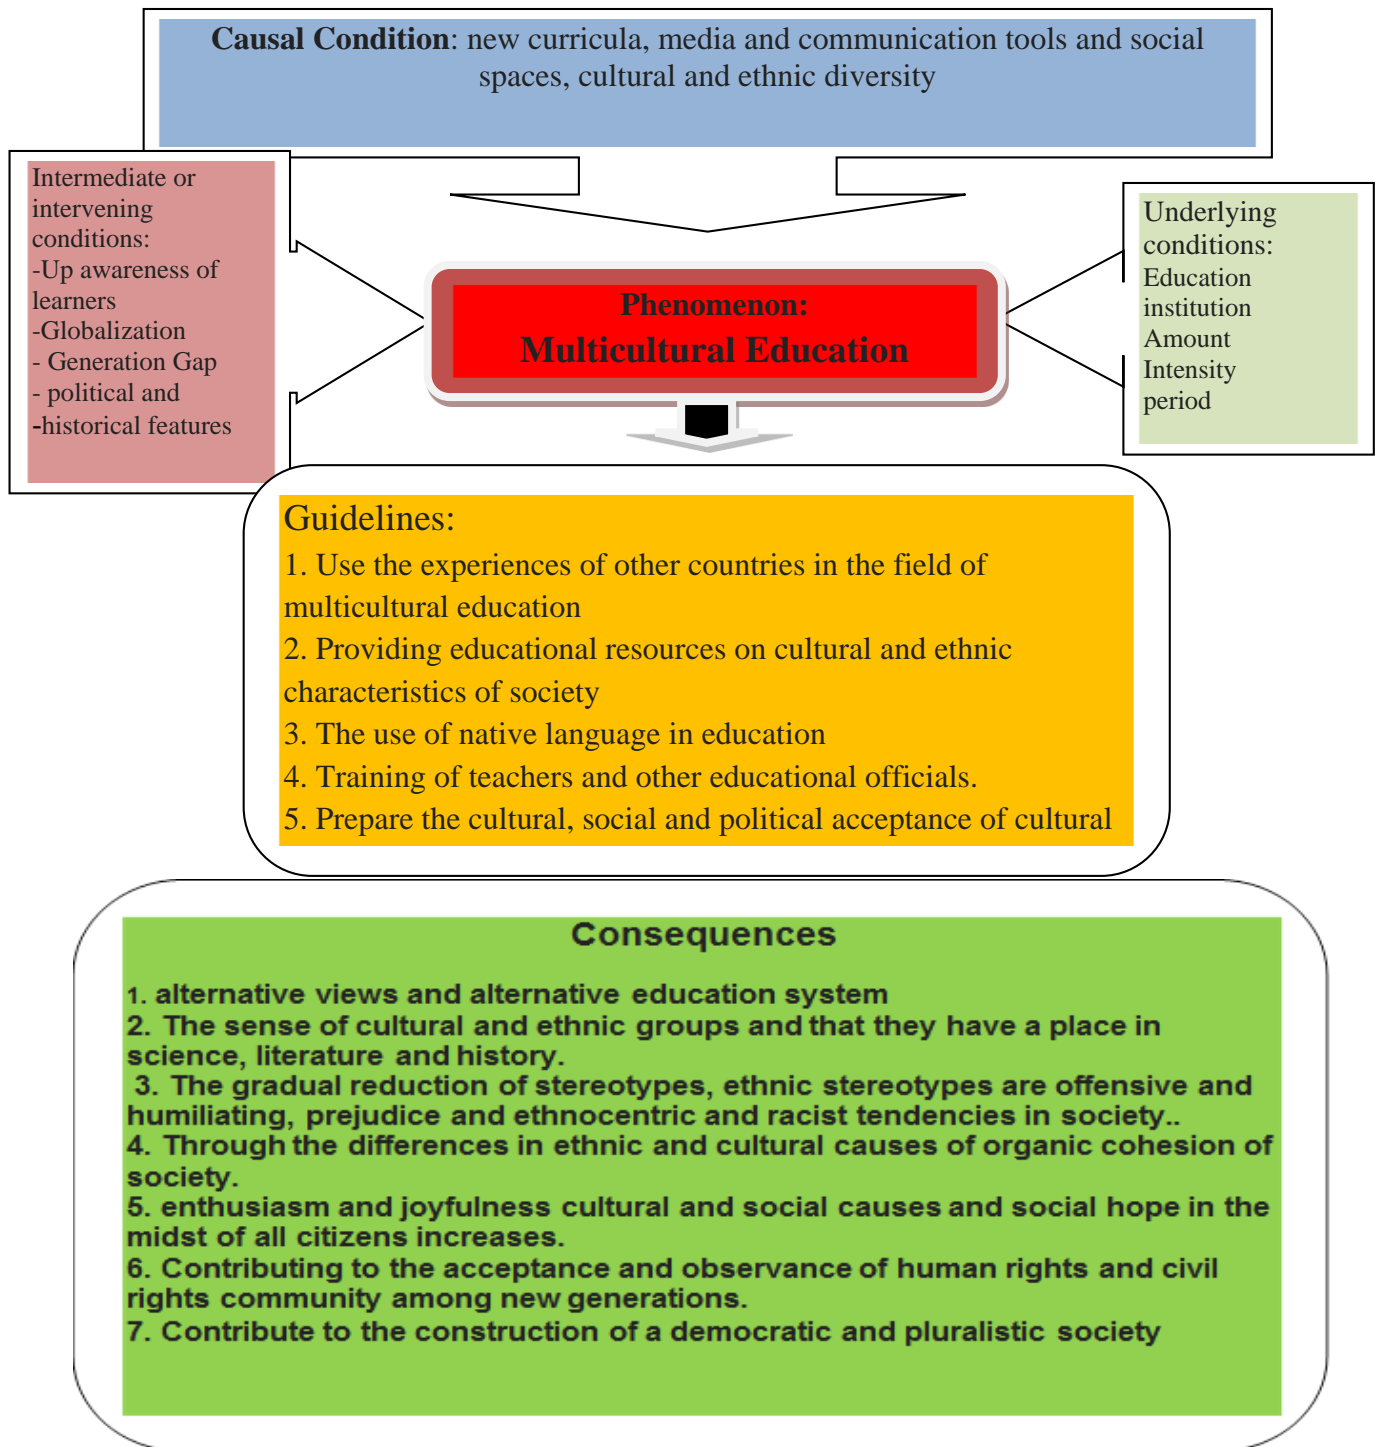 Causal Condition: new curricula, media and communication tools and social
spaces, cultural and ethnic diversity
Intermediate or
intervening
conditions:
-Up awareness of
learners
-Globalization
- Generation Gap
- political and
-historical features
Phenomenon:
Multicultural Education
Underlying
conditions:
Education
institution
Amount
Intensity
period
Guidelines:
1. Use the experiences of other countries in the field of
multicultural education
2. Providing educational resources on cultural and ethnic
characteristics of society
3. The use of native language in education
4. Training of teachers and other educational officials.
5. Prepare the cultural, social and political acceptance of cultural
Consequences
1. alternative views and alternative education system
2. The sense of cultural and ethnic groups and that they have a place in
science, literature and history.
3. The gradual reduction of stereotypes, ethnic stereotypes are offensive and
humiliating, prejudice and ethnocentric and racist tendencies in society..
4. Through the differences in ethnic and cultural causes of organic cohesion of
society.
5. enthusiasm and joyfulness cultural and social causes and social hope in the
midst of all citizens increases.
6. Contributing to the acceptance and observance of human rights and civil
rights community among new generations.
7. Contribute to the construction of a democratic and pluralistic society